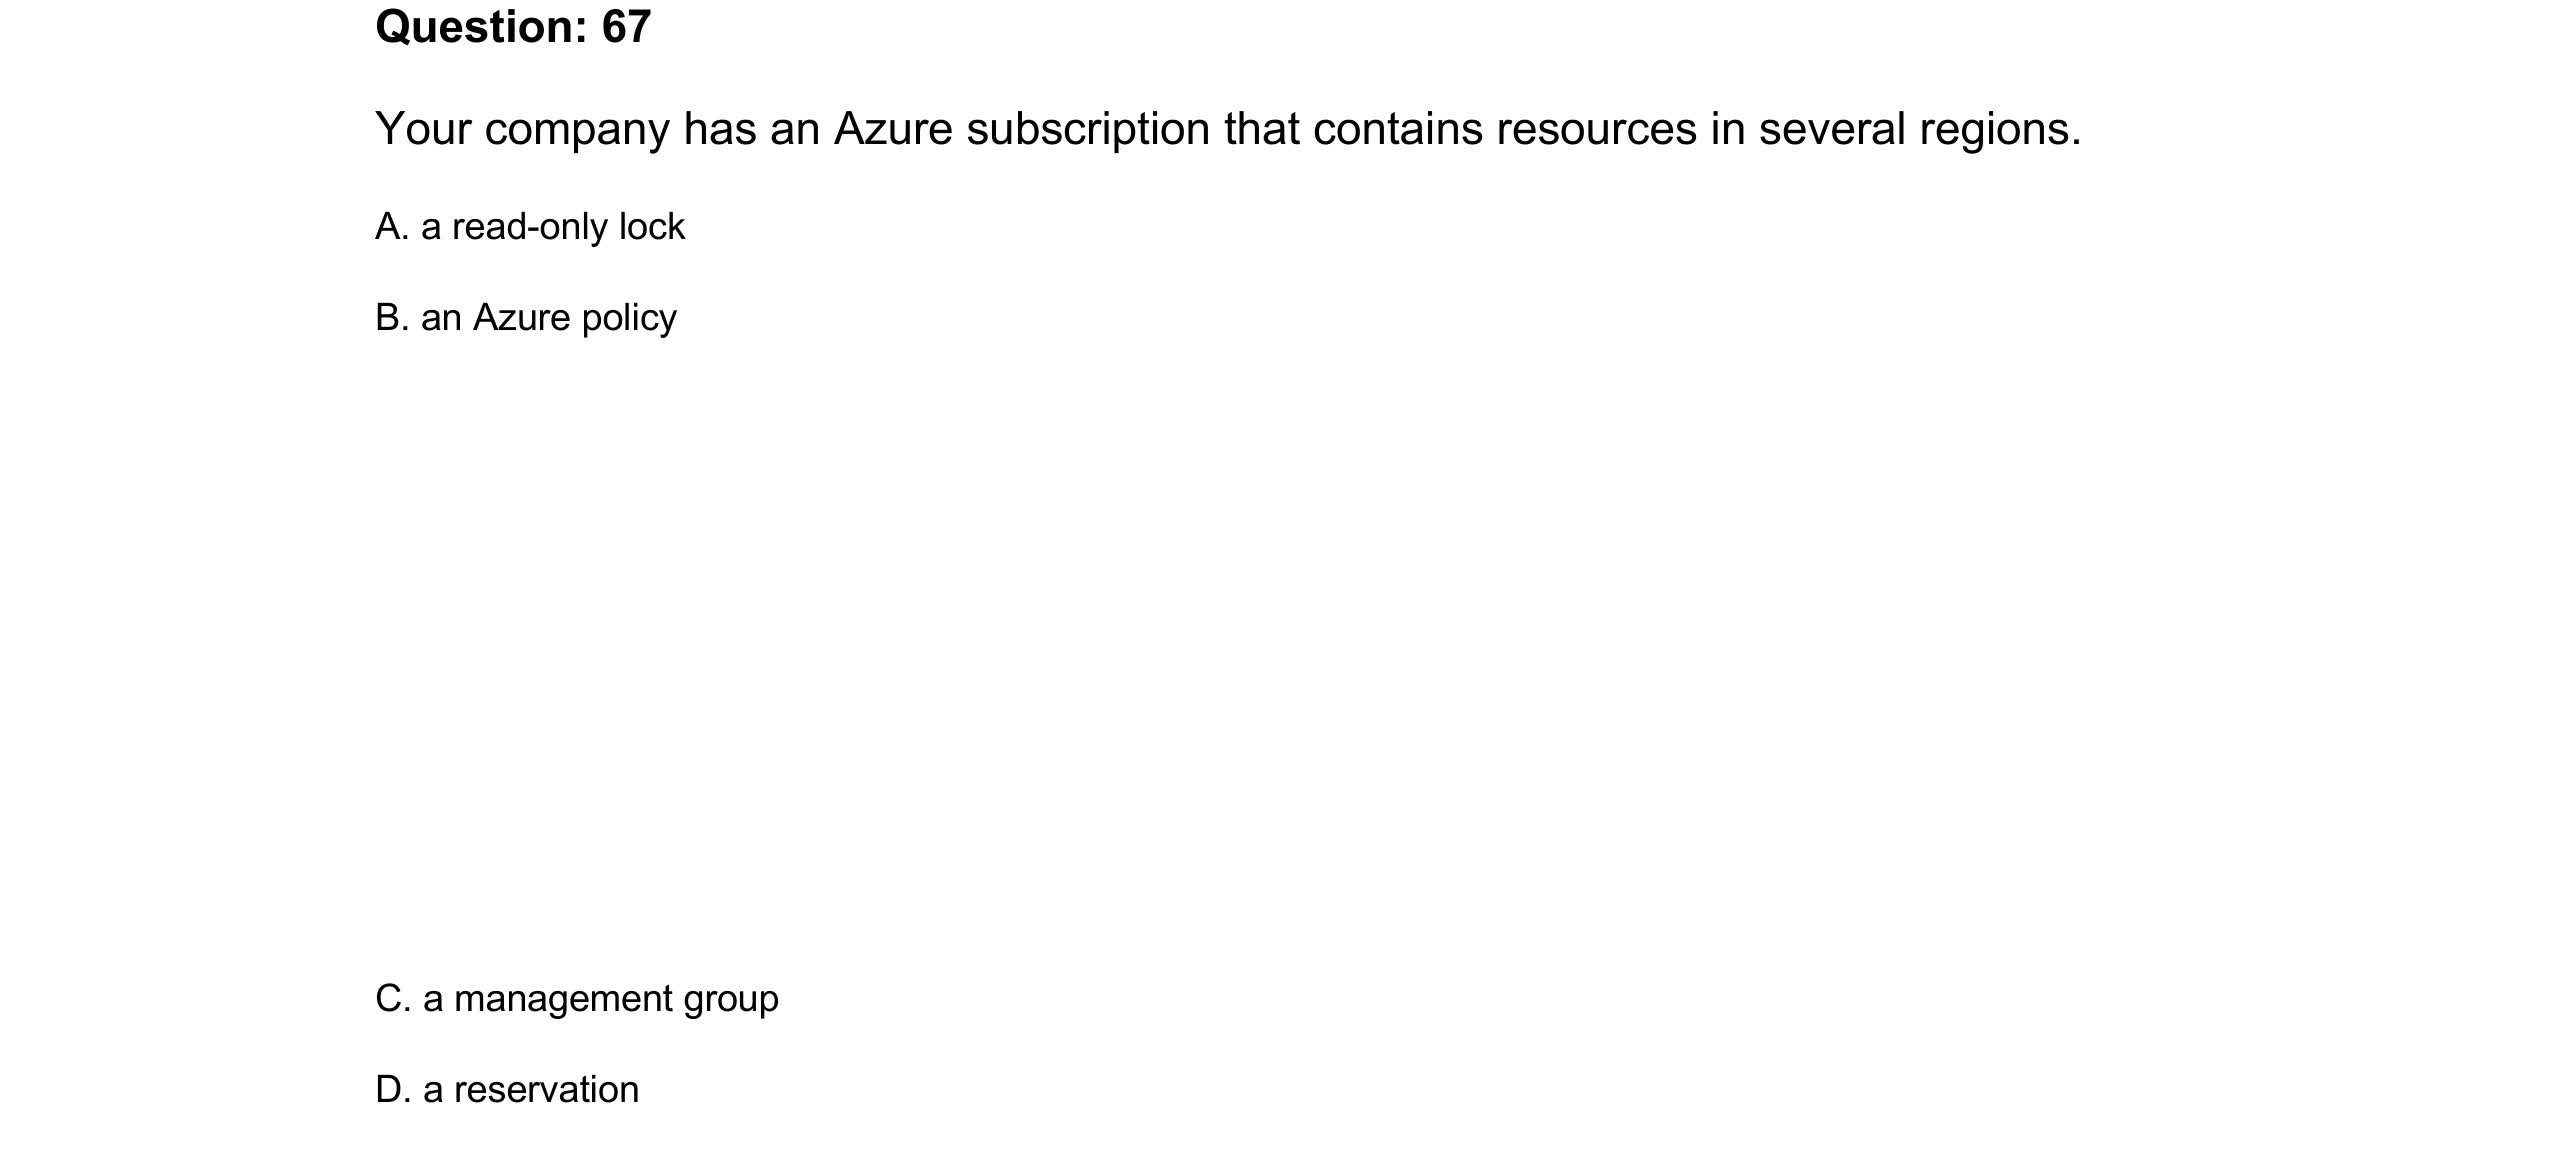 Question: 67
Your company has an Azure subscription that contains resources in several regions.
A. a read-only lock
B. an Azure policy
C. a management group
D. a reservation